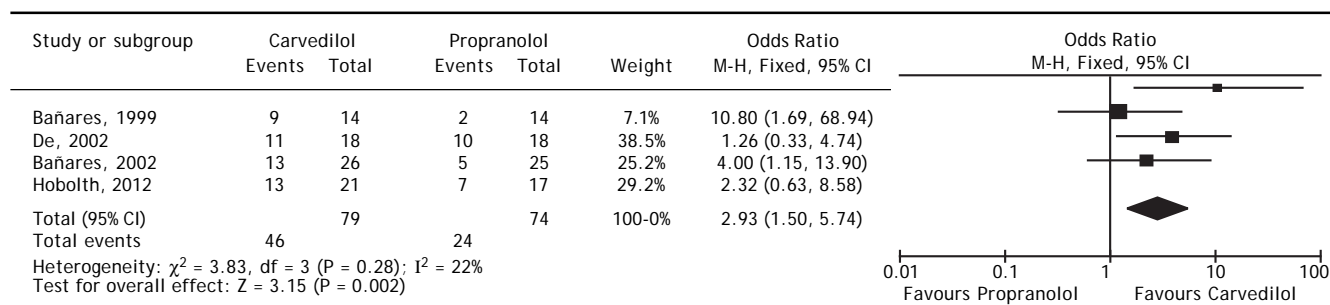 Study or subgroup Carvedilol Propranolol Odds Ratio Odds Ratio
Events Total Events Total Weight M-H, Fixed, 95% CI M-H, Fixed, 95% CI
Bañares, 1999 9 14 2 14 7.1% 10.80 (1.69, 68.94)
De, 2002 11 18 10 18 38.5% 1.26 (0.33, 4.74)
Bañares, 2002 13 26 5 25 25.2% 4.00 (1.15, 13.90)
Hobolth, 2012 13 21 7 17 29.2% 2.32 (0.63, 8.58)
Total (95% CI) 79 74 100-0% 2.93 (1.50, 5.74)
Total events 46 24
Heterogeneity: χ² = 3.83, df = 3 (P = 0.28); I² = 22%
Test for overall effect: Z = 3.15 (P = 0.002)
0.01 0.1 1 10 100
Favours Propranolol Favours Carvedilol